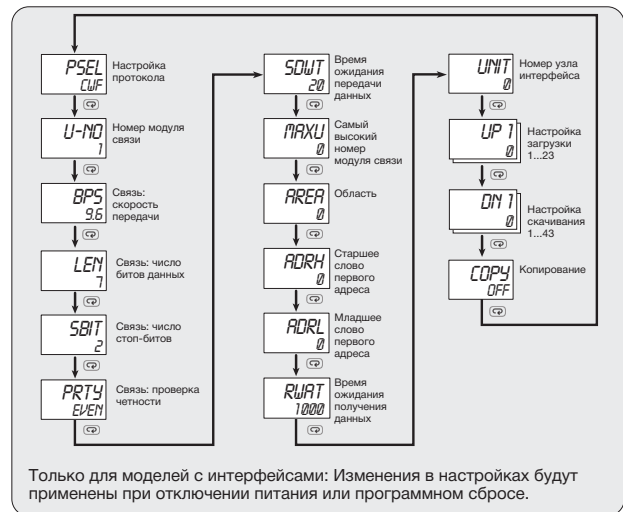 PSEL
CWF
Настройка
протокола
U-NO
1
Номер модуля
связи
BPS
9.6
Связь:
скорость
передачи
LEN
7
Связь: число
битов данных
SBIT
2
Связь: число
стоп-битов
PRTY
EVEN
Связь: проверка
четности
SDWT
20
Время
ожидания
передачи
данных
MAXU
0
Самый
высокий
номер
модуля связи
AREA
0
Область
ADRH
0
Старшее
слово
первого
адреса
ADRL
0
Младшее
слово
первого
адреса
RWAT
1000
Время
ожидания
получения
данных
UNIT
0
Номер узла
интерфейса
UP 1
0
Настройка
загрузки
1...23
DN 1
0
Настройка
скачивания
1...43
COPY
OFF
Копирование
Только для моделей с интерфейсами: Изменения в настройках будут
применены при отключении питания или программном сбросе.